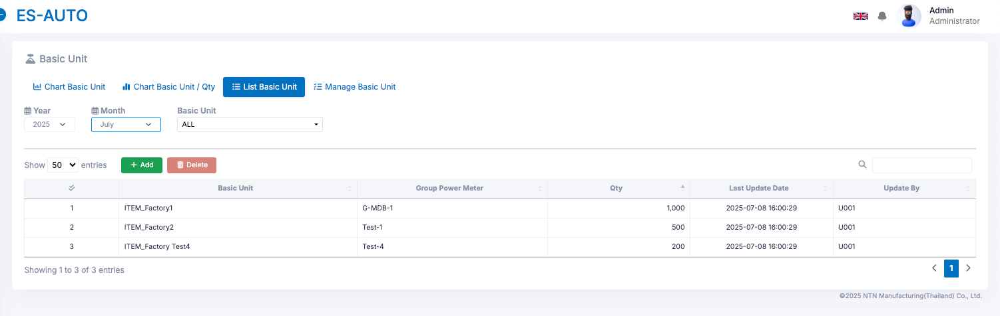 ES-AUTO
Admin
Administrator
Basic Unit
Chart Basic Unit Chart Basic Unit / Qty List Basic Unit Manage Basic Unit
Year Month Basic Unit
2025 July ALL
Show 50 entries + Add Delete
Basic Unit Group Power Meter Qty Last Update Date Update By
1 ITEM_Factory1 G-MDB-1 1,000 2025-07-08 16:00:29 U001
2 ITEM_Factory2 Test-1 500 2025-07-08 16:00:29 U001
3 ITEM_Factory Test4 Test-4 200 2025-07-08 16:00:29 U001
Showing 1 to 3 of 3 entries
1
©2025 NTN Manufacturing(Thailand) Co., Ltd.